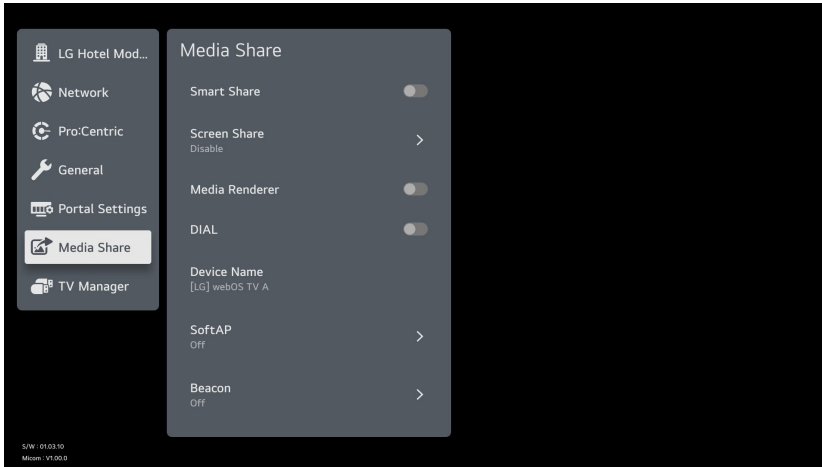 LG Hotel Mod...
Network
Pro:Centric
General
Portal Settings
Media Share
TV Manager
Media Share
Smart Share
Screen Share
Disable
Media Renderer
DIAL
Device Name
[LG] webOS TV A
SoftAP
Off
Beacon
Off
S/W : 01.03.10
Micom : V1.00.0